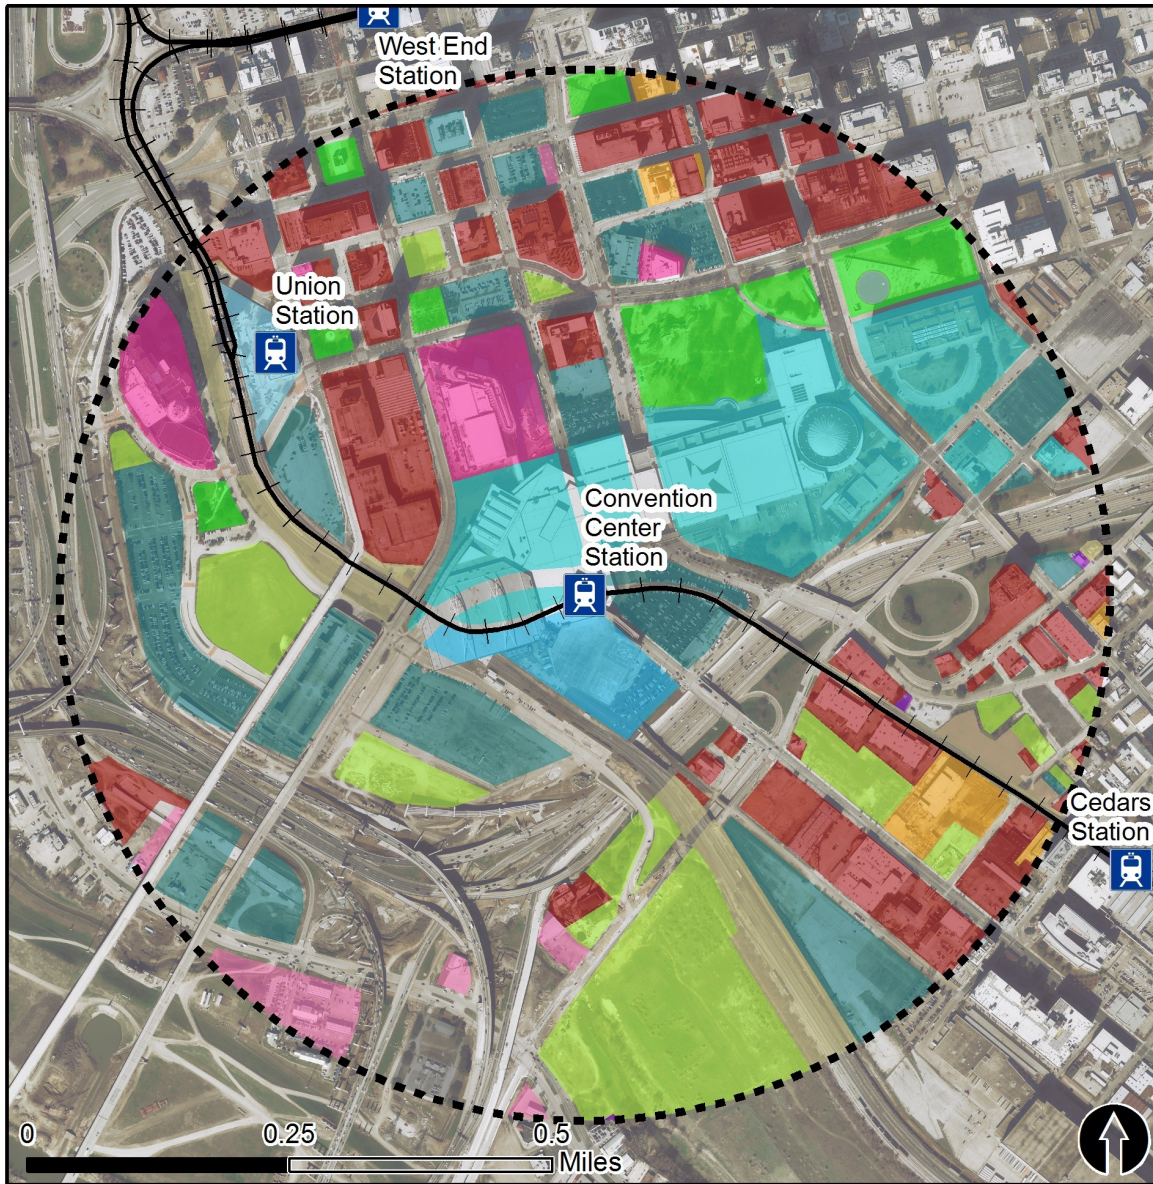 West End
Station
Union
Station
Convention
Center
Station
Cedars
Station
0
0.25
0.5
Miles